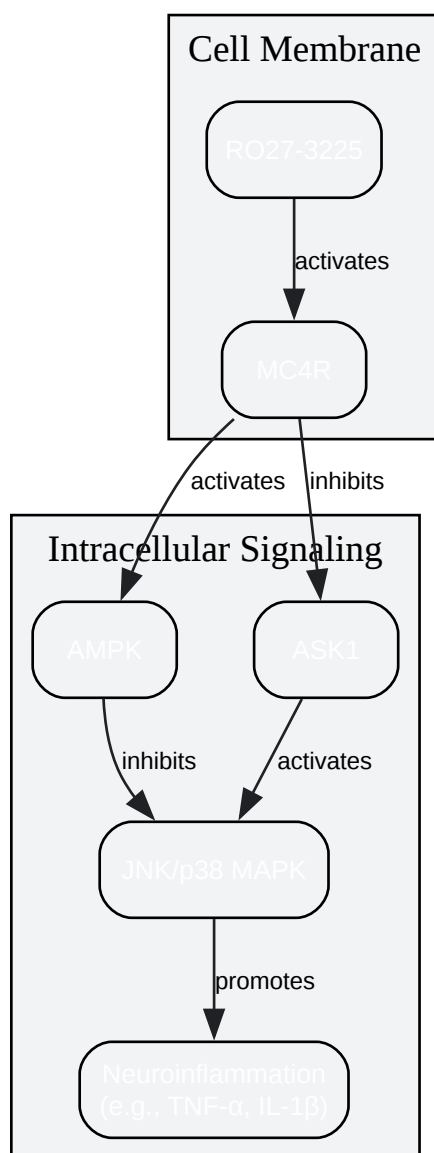 Cell Membrane
RO27-3225
activates
MC4R
activates
inhibits
Intracellular Signaling
AMPK
ASK1
inhibits
activates
JNK/p38 MAPK
promotes
Neuroinflammation
(e.g., TNF-α, IL-1β)